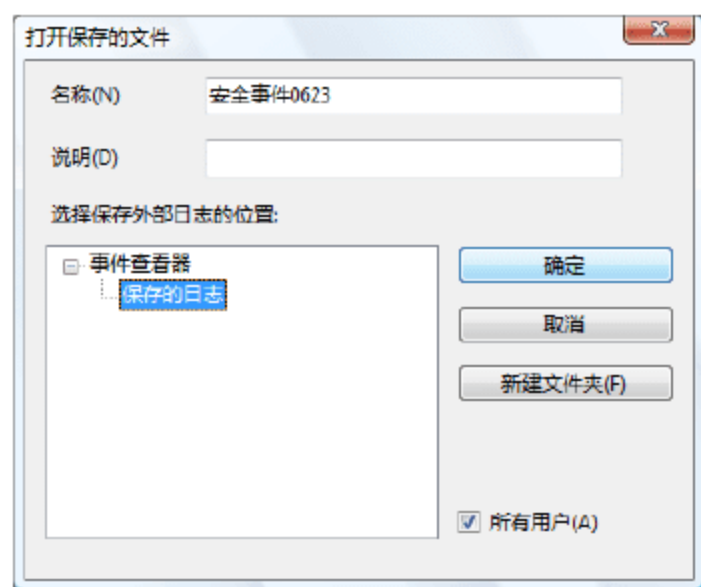 打开保存的文件
名称(N) 安全事件0623
说明(D)
选择保存外部日志的位置:
事件查看器
保存的日志
确定
取消
新建文件夹(F)
所有用户(A)